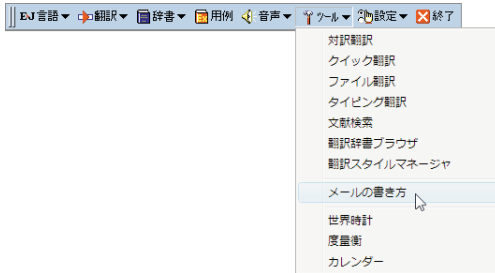 EJ言語▼ 翻訳▼ 辞書▼ 用例 音声▼ ツール▼ 設定▼ 終了
対訳翻訳
クイック翻訳
ファイル翻訳
タイピング翻訳
文献検索
翻訳辞書ブラウザ
翻訳スタイルマネージャ
メールの書き方
世界時計
度量衡
カレンダー